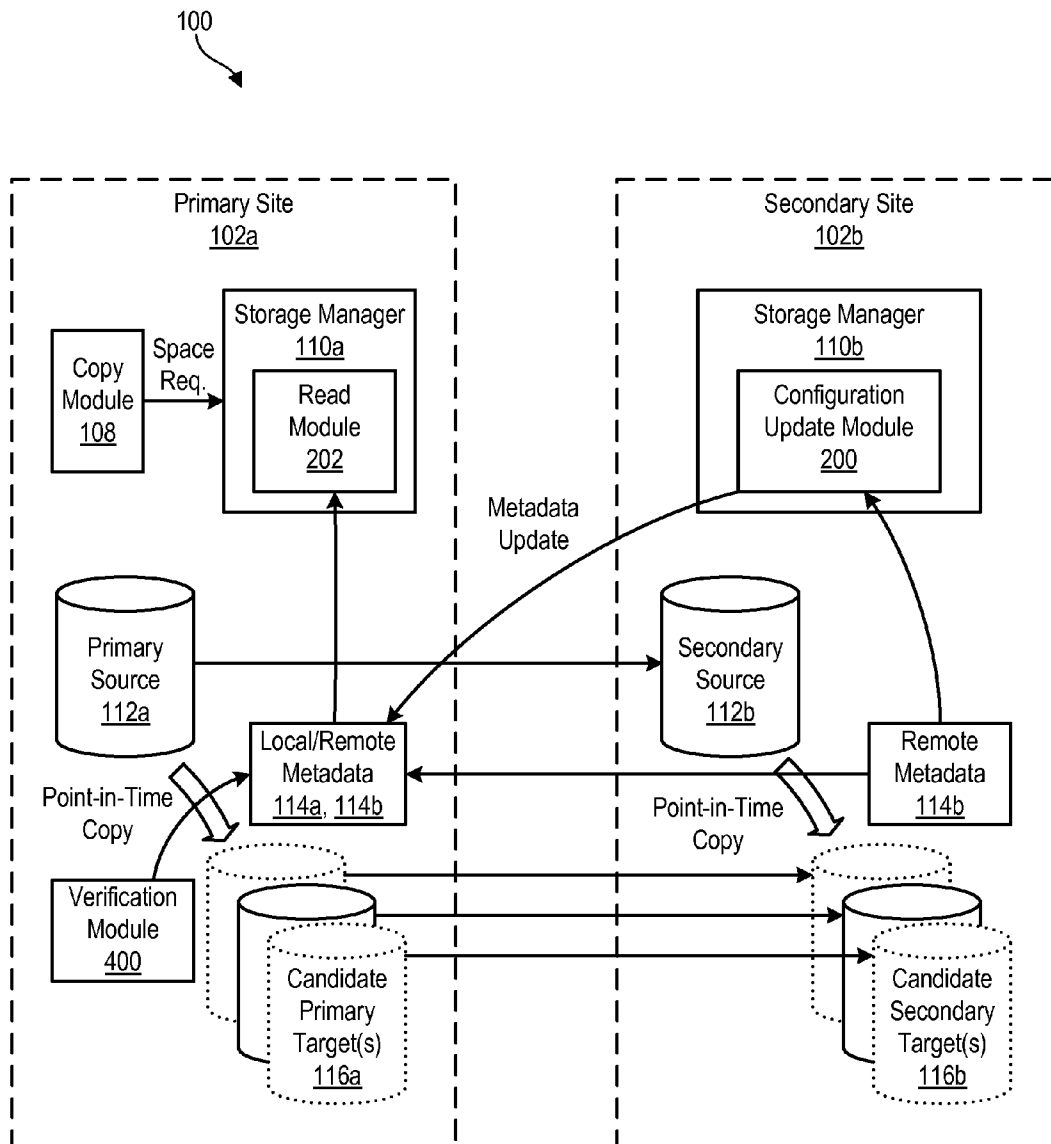 100
Primary Site
102a
Secondary Site
102b
Copy
Module
108
Space
Req.
Storage Manager
110a
Read
Module
202
Storage Manager
110b
Configuration
Update Module
200
Metadata
Update
Primary
Source
112a
Secondary
Source
112b
Local/Remote
Metadata
114a, 114b
Remote
Metadata
114b
Point-in-Time
Copy
Point-in-Time
Copy
Verification
Module
400
Candidate
Primary
Target(s)
116a
Candidate
Secondary
Target(s)
116b